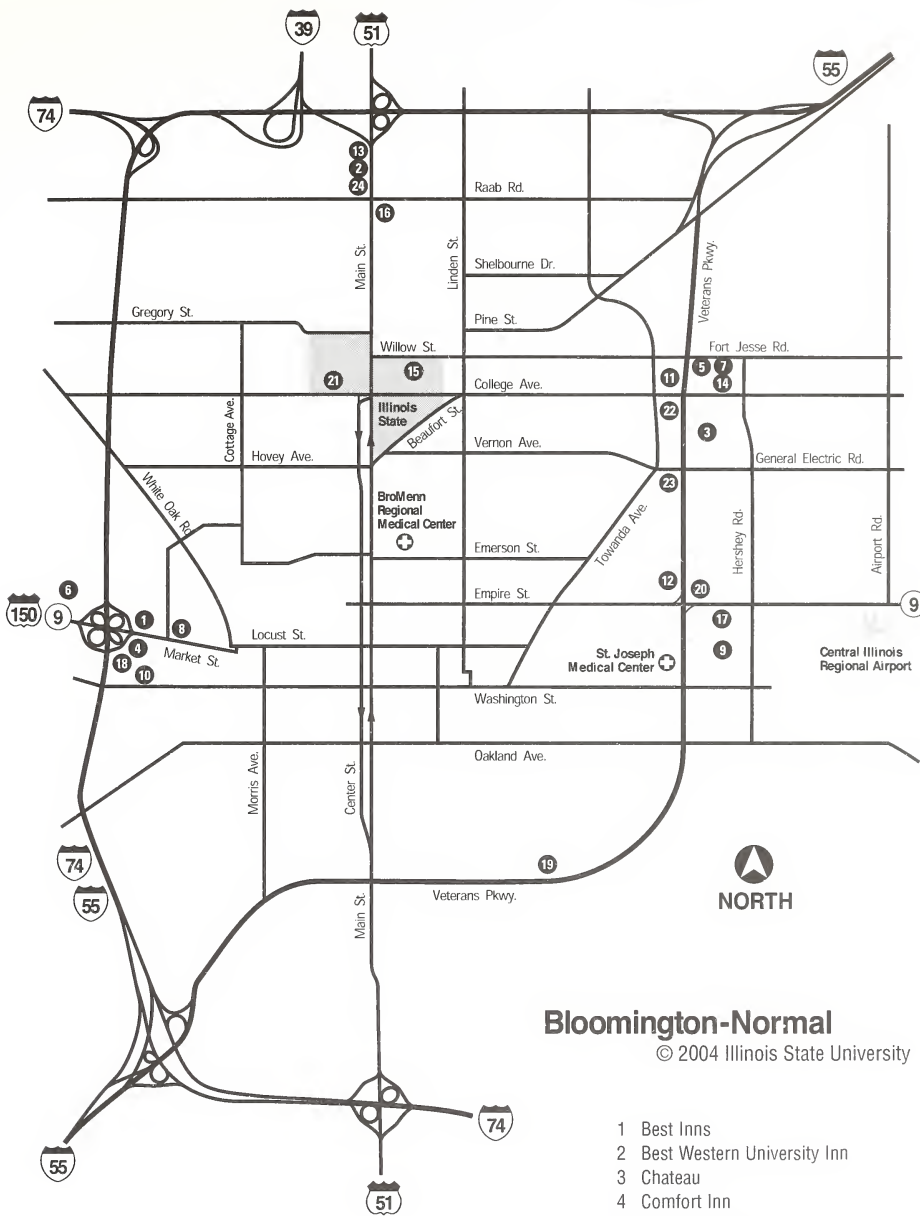 39
51
55
74
13
2
24
Raab Rd.
16
Main St.
Linden St.
Shelbourne Dr.
Veterans Pkwy.
Gregory St.
Pine St.
Willow St.
Fort Jesse Rd.
15
5
7
21
11
14
College Ave.
Illinois
State
Beaufort St.
22
3
Cottage Ave.
Vernon Ave.
Hovey Ave.
General Electric Rd.
23
White Oak Rd.
BroMenn
Regional
Medical Center
Towanda Ave.
Hershey Rd.
Airport Rd.
Emerson St.
6
12
20
Empire St.
150
9
9
1
8
17
Locust St.
4
Market St.
18
10
St. Joseph
Medical Center
9
Central Illinois
Regional Airport
Washington St.
Oakland Ave.
Morris Ave.
Center St.
74
55
19
Veterans Pkwy.
Main St.
NORTH
Bloomington-Normal
© 2004 Illinois State University
74
55
51
1 Best Inns
2 Best Western University Inn
3 Chateau
4 Comfort Inn